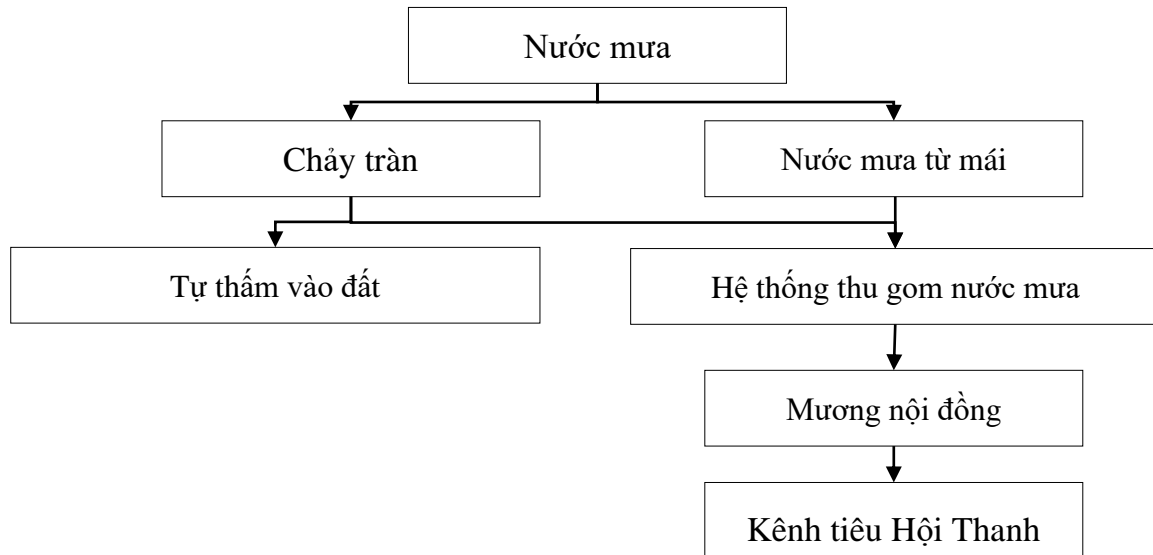 Nước mưa
Chảy tràn
Nước mưa từ mái
Tự thấm vào đất
Hệ thống thu gom nước mưa
Mương nội đồng
Kênh tiêu Hội Thanh